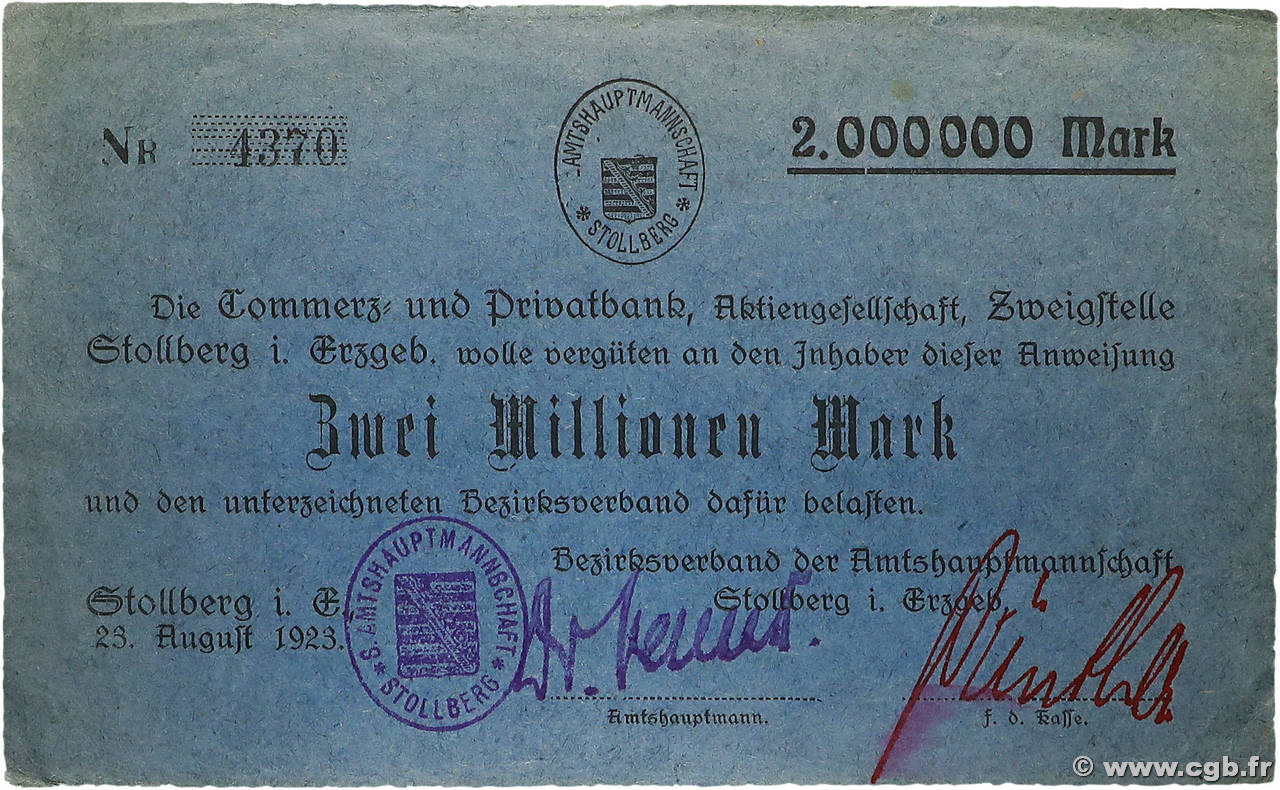 NR 4370
AMTSHAUPTMANNSCHAFT
* STOLLBERG *
2.000000 Mark
Die Commerz- und Privatbank, Aktiengesellschaft, Zweigstelle
Stollberg i. Erzgeb. wolle vergüten an den Inhaber dieser Anweisung
Zwei Millionen Mark
und den unterzeichneten Bezirksverband dafür belasten.
Bezirksverband der Amtshauptmannschaft
Stollberg i. Erzgeb.
Stollberg i. E.
23. August 1923.
S. AMTSHAUPTMANNSCHAFT
* STOLLBERG *
Dr.
Amtshauptmann.
f. d. Kasse.
© www.cgb.fr